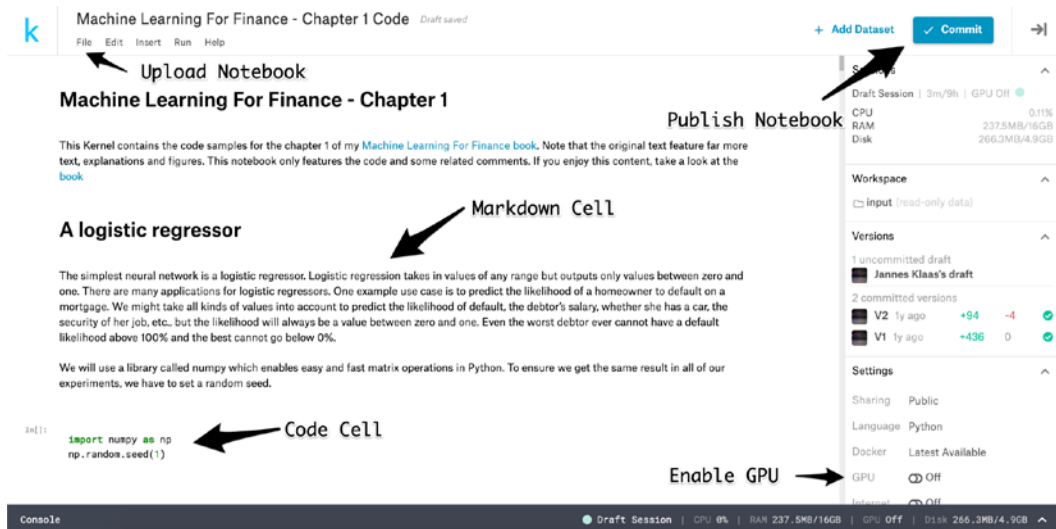 k
Machine Learning For Finance - Chapter 1 Code Draft saved
File Edit Insert Run Help
+ Add Dataset
✓ Commit
Upload Notebook
Publish Notebook
Machine Learning For Finance - Chapter 1
This Kernel contains the code samples for the chapter 1 of my Machine Learning For Finance book. Note that the original text feature far more
text, explanations and figures. This notebook only features the code and some related comments. If you enjoy this content, take a look at the
book
Markdown Cell
A logistic regressor
The simplest neural network is a logistic regressor. Logistic regression takes in values of any range but outputs only values between zero and
one. There are many applications for logistic regressors. One example use case is to predict the likelihood of a homeowner to default on a
mortgage. We might take all kinds of values into account to predict the likelihood of default, the debtor's salary, whether she has a car, the
security of her job, etc., but the likelihood will always be a value between zero and one. Even the worst debtor ever cannot have a default
likelihood above 100% and the best cannot go below 0%.
We will use a library called numpy which enables easy and fast matrix operations in Python. To ensure we get the same result in all of our
experiments, we have to set a random seed.
In[]:
import numpy as np
np.random.seed(1)
Code Cell
Draft Session | 3m/9h | GPU Off
CPU 0.11%
RAM 237.5MB/16GB
Disk 266.3MB/4.9GB
Workspace
input (read-only data)
Versions
1 uncommitted draft
Jannes Klaas's draft
2 committed versions
V2 1y ago +94 -4
V1 1y ago +436 0
Settings
Sharing Public
Language Python
Docker Latest Available
Enable GPU
GPU Off
Internet Off
Console
Draft Session | CPU 0% | RAM 237.5MB/16GB | GPU Off | Disk 266.3MB/4.9GB